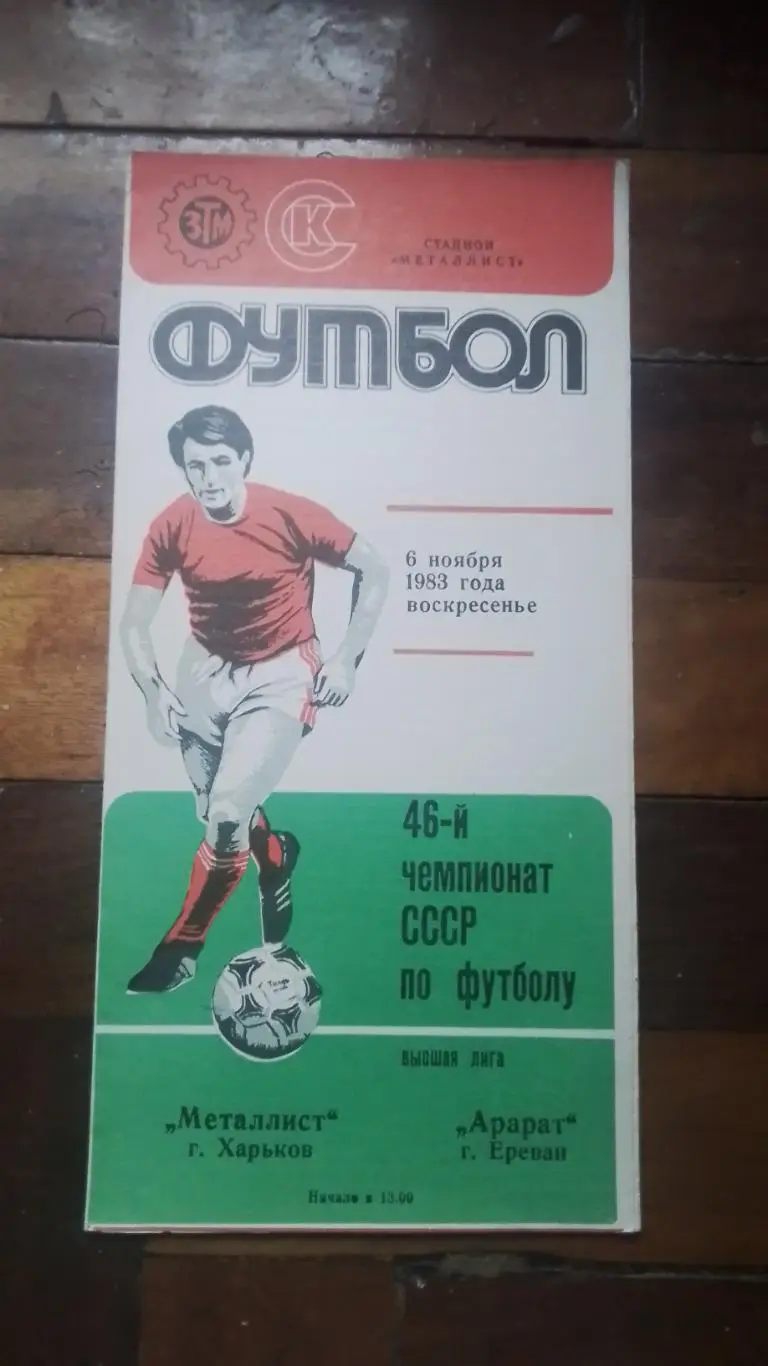 ЗТМ
СК
СТАДИОН
«МЕТАЛЛИСТ»
ФУТБОЛ
6 ноября
1983 года
воскресенье
46-й
чемпионат
СССР
по футболу
высшая лига
„Металлист“
г. Харьков
„Арарат“
г. Ереван
Начало в 13.00